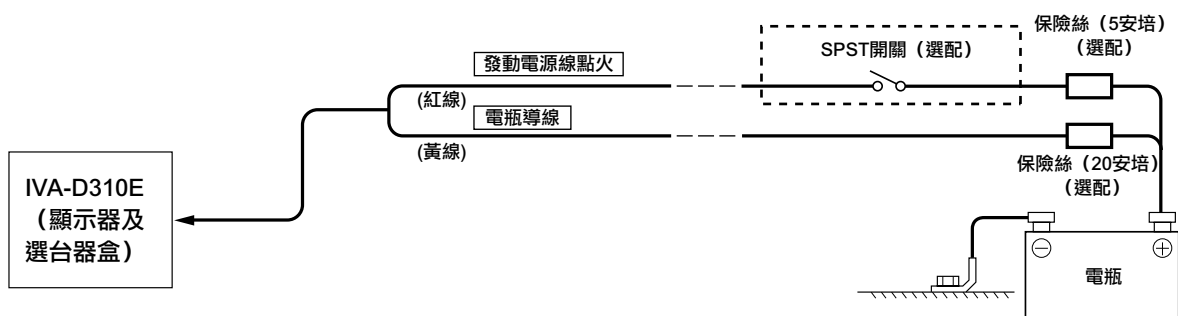 保險絲（5安培）
（選配）
SPST開關（選配）
發動電源線點火
(紅線)
電瓶導線
(黃線)
保險絲（20安培）
（選配）
IVA-D310E
（顯示器及
選台器盒）
⊖
⊕
電瓶